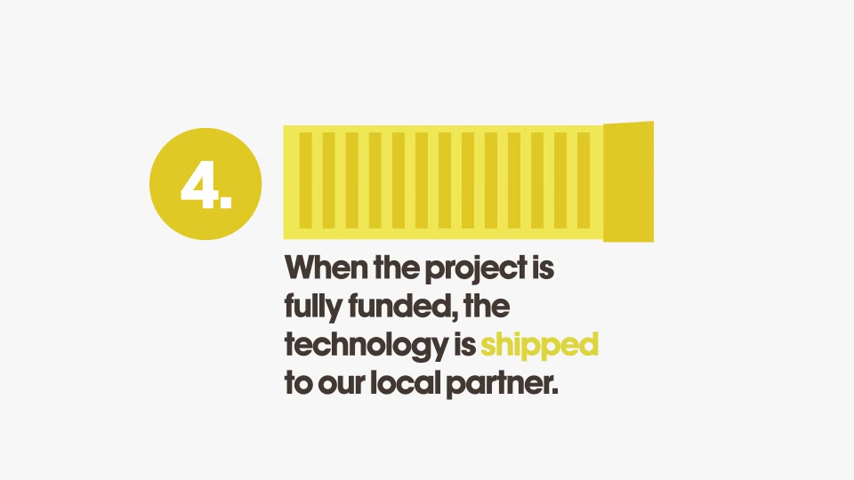 4.
When the project is
fully funded, the
technology is shipped
to our local partner.